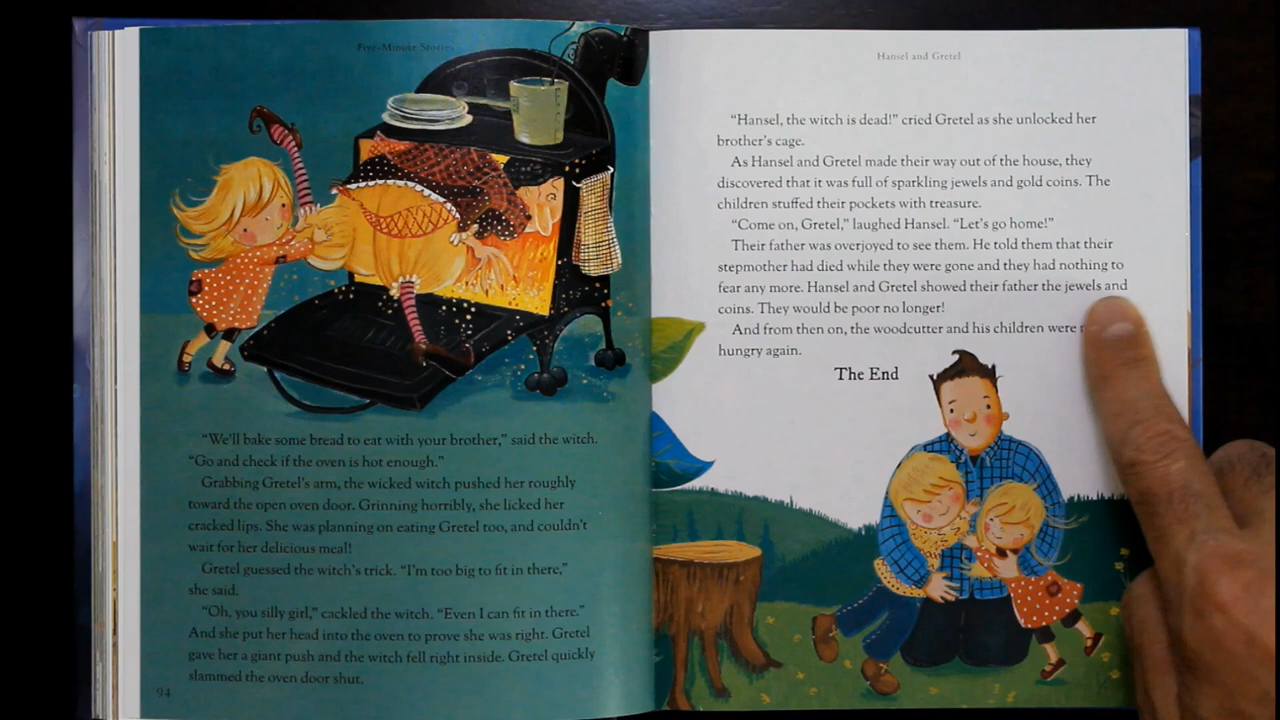 Five-Minute Stories
"We'll bake some bread to eat with your brother," said the witch.
"Go and check if the oven is hot enough."
Grabbing Gretel's arm, the wicked witch pushed her roughly
toward the open oven door. Grinning horribly, she licked her
cracked lips. She was planning on eating Gretel too, and couldn't
wait for her delicious meal!
Gretel guessed the witch's trick. "I'm too big to fit in there,"
she said.
"Oh, you silly girl," cackled the witch. "Even I can fit in there."
And she put her head into the oven to prove she was right. Gretel
gave her a giant push and the witch fell right inside. Gretel quickly
slammed the oven door shut.
94
Hansel and Gretel
"Hansel, the witch is dead!" cried Gretel as she unlocked her
brother's cage.
As Hansel and Gretel made their way out of the house, they
discovered that it was full of sparkling jewels and gold coins. The
children stuffed their pockets with treasure.
"Come on, Gretel," laughed Hansel. "Let's go home!"
Their father was overjoyed to see them. He told them that their
stepmother had died while they were gone and they had nothing to
fear any more. Hansel and Gretel showed their father the jewels and
coins. They would be poor no longer!
And from then on, the woodcutter and his children were
hungry again.
The End